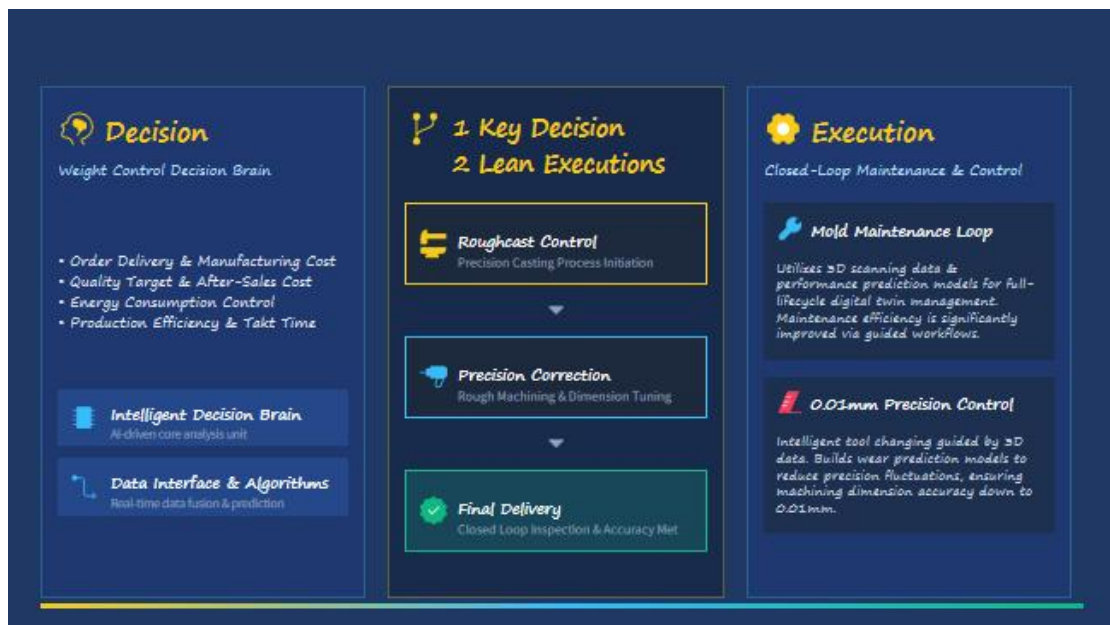 Decision
Weight Control Decision Brain
• Order Delivery & Manufacturing Cost
• Quality Target & After-Sales Cost
• Energy Consumption Control
• Production Efficiency & Takt Time
Intelligent Decision Brain
AI-driven core analysis unit
Data Interface & Algorithms
Real-time data fusion & prediction
1 Key Decision
2 Lean Executions
Roughcast Control
Precision Casting Process Initiation
Precision Correction
Rough Machining & Dimension Tuning
Final Delivery
Closed Loop Inspection & Accuracy Met
Execution
Closed-Loop Maintenance & Control
Mold Maintenance Loop
Utilizes 3D scanning data &
performance prediction models for full-
lifecycle digital twin management.
Maintenance efficiency is significantly
improved via guided workflows.
0.01mm Precision Control
Intelligent tool changing guided by 3D
data. Builds wear prediction models to
reduce precision fluctuations, ensuring
machining dimension accuracy down to
0.01mm.